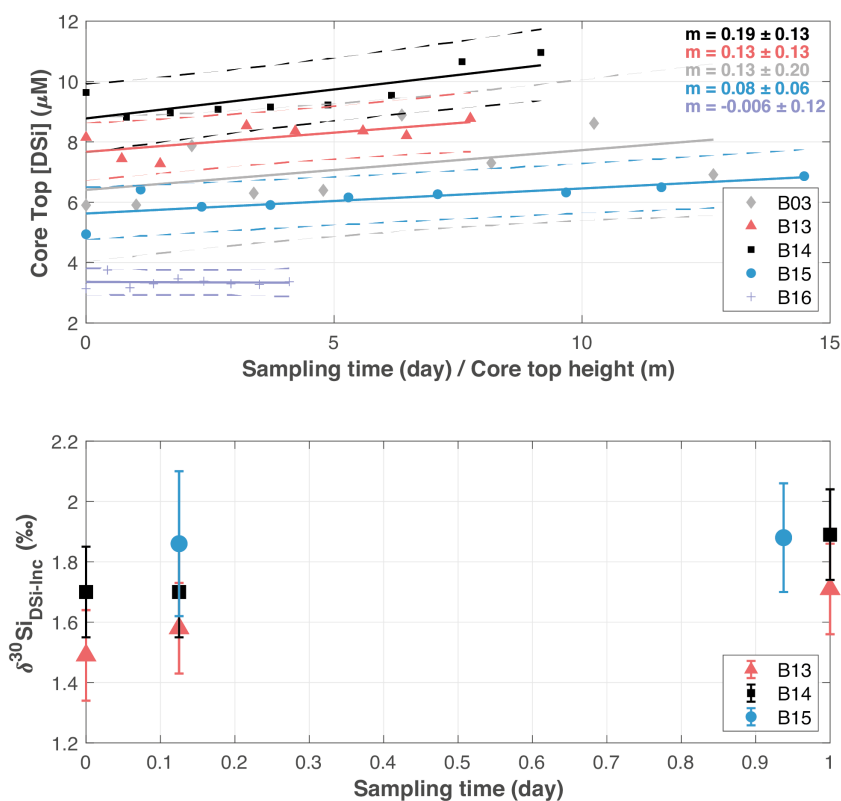 12
10
8
6
4
2
Core Top [DSi] (μM)
m = 0.19 ± 0.13
m = 0.13 ± 0.13
m = 0.13 ± 0.20
m = 0.08 ± 0.06
m = -0.006 ± 0.12
B03
B13
B14
B15
B16
0 5 10 15
Sampling time (day) / Core top height (m)
2.2
2
1.8
1.6
1.4
1.2
δ³⁰Si_DSi-Inc (‰)
B13
B14
B15
0 0.1 0.2 0.3 0.4 0.5 0.6 0.7 0.8 0.9 1
Sampling time (day)